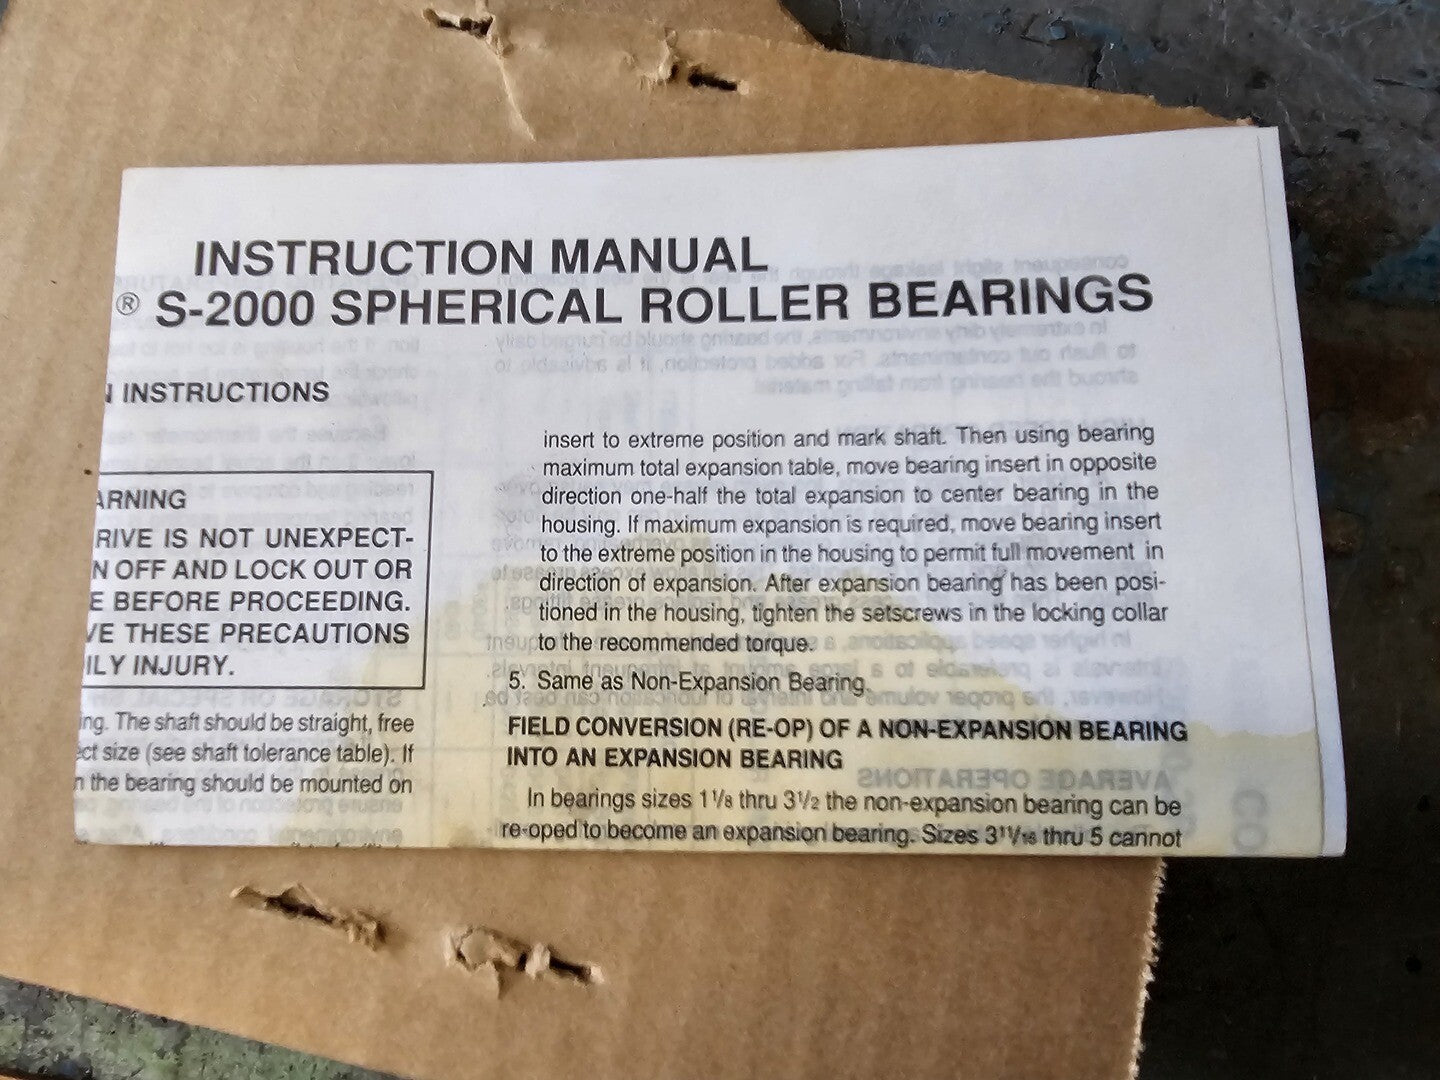 INSTRUCTION MANUAL
® S-2000 SPHERICAL ROLLER BEARINGS
INSTRUCTIONS
ARNING
RIVE IS NOT UNEXPECT-
N OFF AND LOCK OUT OR
E BEFORE PROCEEDING.
VE THESE PRECAUTIONS
ILY INJURY.
ing. The shaft should be straight, free
ct size (see shaft tolerance table). If
n the bearing should be mounted on
insert to extreme position and mark shaft. Then using bearing
maximum total expansion table, move bearing insert in opposite
direction one-half the total expansion to center bearing in the
housing. If maximum expansion is required, move bearing insert
to the extreme position in the housing to permit full movement in
direction of expansion. After expansion bearing has been posi-
tioned in the housing, tighten the setscrews in the locking collar
to the recommended torque.
5. Same as Non-Expansion Bearing.
FIELD CONVERSION (RE-OP) OF A NON-EXPANSION BEARING
INTO AN EXPANSION BEARING
In bearings sizes 1 1/8 thru 3 1/2 the non-expansion bearing can be
re-oped to become an expansion bearing. Sizes 3 11/16 thru 5 cannot